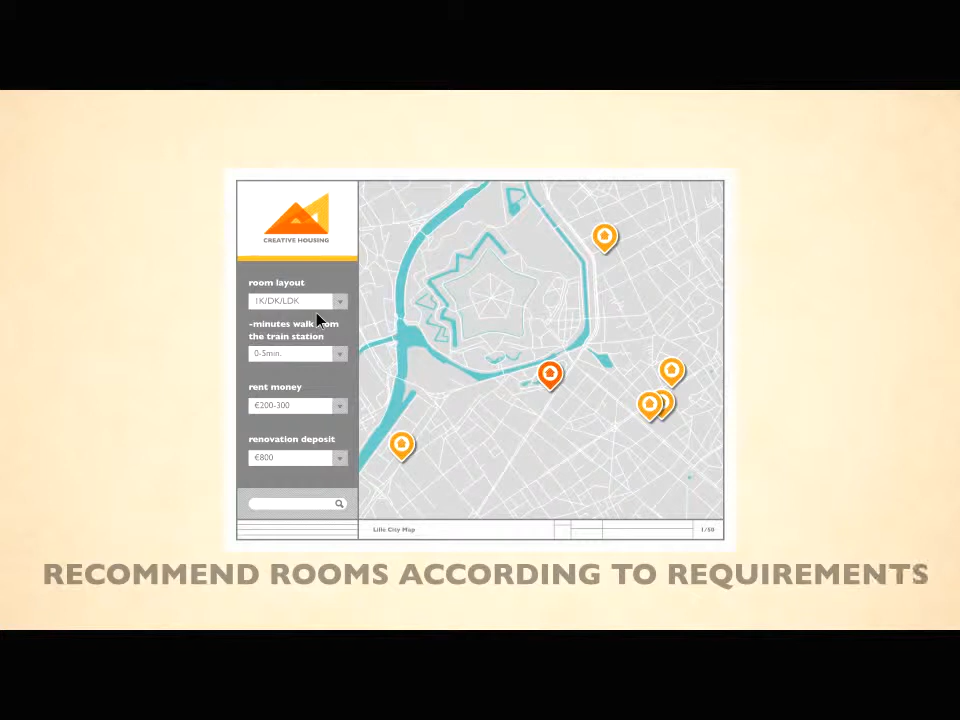 CREATIVE HOUSING
room layout
1K/DK/LDK
-minutes walk from
the train station
0-5min.
rent money
€200-300
renovation deposit
€800
Lille City Map
1/50
RECOMMEND ROOMS ACCORDING TO REQUIREMENTS